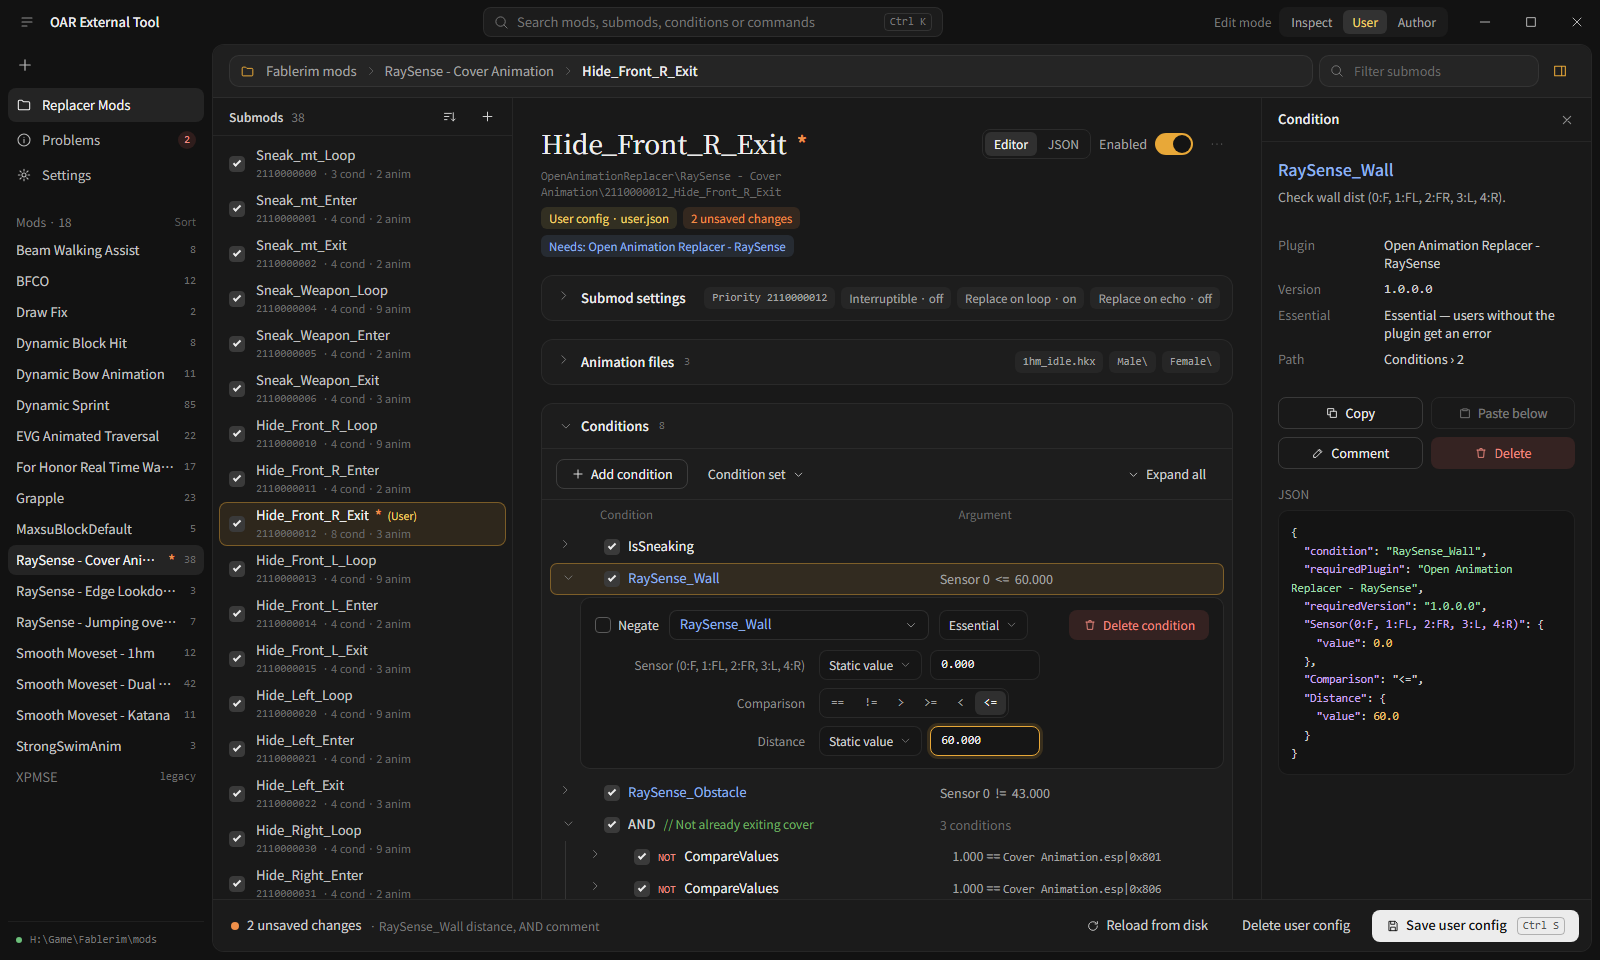 OAR External Tool
Search mods, submods, conditions or commands
Ctrl K
Edit mode
Inspect
User
Author
Replacer Mods
Problems
2
Settings
Mods · 18
Sort
Beam Walking Assist
8
BFCO
12
Draw Fix
2
Dynamic Block Hit
8
Dynamic Bow Animation
11
Dynamic Sprint
85
EVG Animated Traversal
22
For Honor Real Time Wa···
17
Grapple
23
MaxsuBlockDefault
5
RaySense - Cover Ani···
*
38
RaySense - Edge Lookdo···
3
RaySense - Jumping ove···
7
Smooth Moveset - 1hm
12
Smooth Moveset - Dual ···
42
Smooth Moveset - Katana
11
StrongSwimAnim
3
XPMSE
legacy
H:\Game\Fablerim\mods
Fablerim mods
RaySense - Cover Animation
Hide_Front_R_Exit
Filter submods
Submods 38
Sneak_mt_Loop
2110000000 · 3 cond · 2 anim
Sneak_mt_Enter
2110000001 · 4 cond · 2 anim
Sneak_mt_Exit
2110000002 · 4 cond · 2 anim
Sneak_Weapon_Loop
2110000004 · 4 cond · 9 anim
Sneak_Weapon_Enter
2110000005 · 4 cond · 2 anim
Sneak_Weapon_Exit
2110000006 · 4 cond · 3 anim
Hide_Front_R_Loop
2110000010 · 4 cond · 9 anim
Hide_Front_R_Enter
2110000011 · 4 cond · 2 anim
Hide_Front_R_Exit * (User)
2110000012 · 8 cond · 3 anim
Hide_Front_L_Loop
2110000013 · 4 cond · 9 anim
Hide_Front_L_Enter
2110000014 · 4 cond · 2 anim
Hide_Front_L_Exit
2110000015 · 4 cond · 3 anim
Hide_Left_Loop
2110000020 · 4 cond · 9 anim
Hide_Left_Enter
2110000021 · 4 cond · 2 anim
Hide_Left_Exit
2110000022 · 4 cond · 3 anim
Hide_Right_Loop
2110000030 · 4 cond · 9 anim
Hide_Right_Enter
2110000031 · 4 cond · 2 anim
Hide_Front_R_Exit *
Editor
JSON
Enabled
OpenAnimationReplacer\RaySense - Cover
Animation\2110000012_Hide_Front_R_Exit
User config · user.json
2 unsaved changes
Needs: Open Animation Replacer - RaySense
Submod settings
Priority 2110000012
Interruptible · off
Replace on loop · on
Replace on echo · off
Animation files 3
1hm_idle.hkx
Male\
Female\
Conditions 8
Add condition
Condition set
Expand all
Condition
Argument
IsSneaking
RaySense_Wall
Sensor 0 <= 60.000
Negate
RaySense_Wall
Essential
Delete condition
Sensor (0:F, 1:FL, 2:FR, 3:L, 4:R)
Static value
0.000
Comparison
== != > >= < <=
Distance
Static value
60.000
RaySense_Obstacle
Sensor 0 != 43.000
AND // Not already exiting cover
3 conditions
NOT CompareValues
1.000 == Cover Animation.esp|0x801
NOT CompareValues
1.000 == Cover Animation.esp|0x806
2 unsaved changes · RaySense_Wall distance, AND comment
Reload from disk
Delete user config
Save user config
Ctrl S
Condition
RaySense_Wall
Check wall dist (0:F, 1:FL, 2:FR, 3:L, 4:R).
Plugin
Open Animation Replacer -
RaySense
Version
1.0.0.0
Essential
Essential — users without the
plugin get an error
Path
Conditions › 2
Copy
Paste below
Comment
Delete
JSON
{
"condition": "RaySense_Wall",
"requiredPlugin": "Open Animation
Replacer - RaySense",
"requiredVersion": "1.0.0.0",
"Sensor(0:F, 1:FL, 2:FR, 3:L, 4:R)": {
"value": 0.0
},
"Comparison": "<=",
"Distance": {
"value": 60.0
}
}